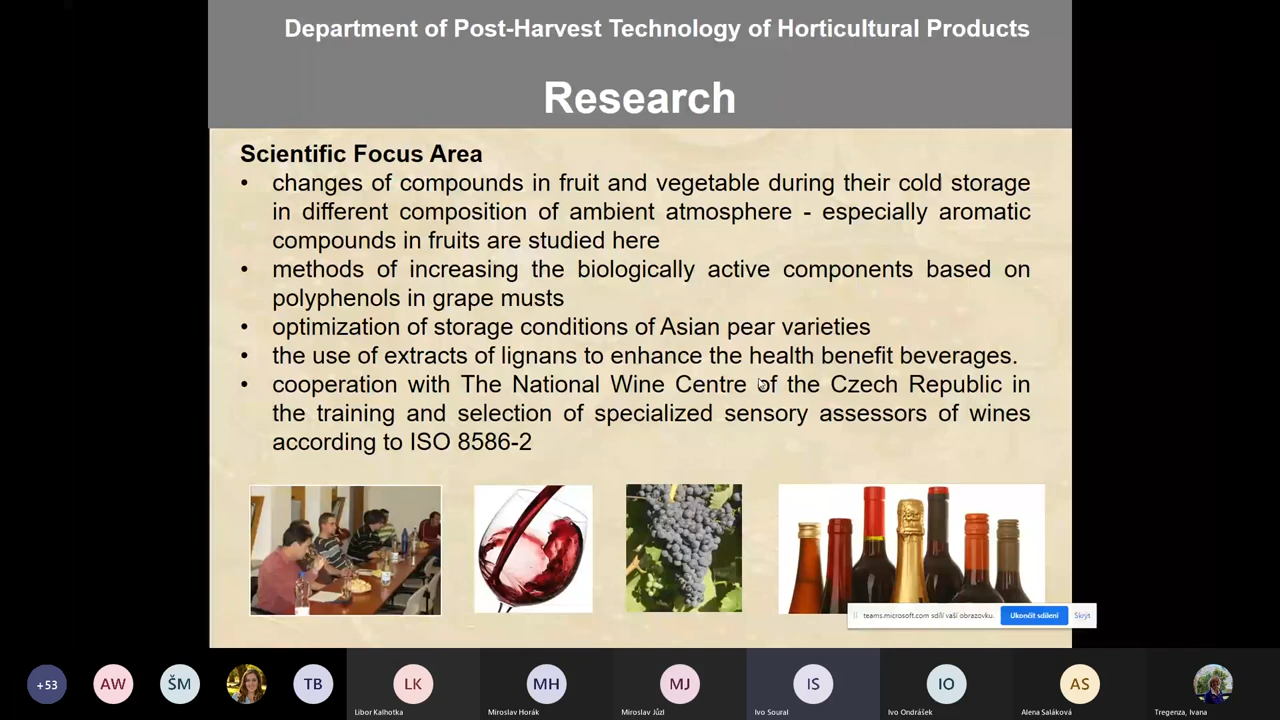 Department of Post-Harvest Technology of Horticultural Products
Research
Scientific Focus Area
• changes of compounds in fruit and vegetable during their cold storage
in different composition of ambient atmosphere - especially aromatic
compounds in fruits are studied here
• methods of increasing the biologically active components based on
polyphenols in grape musts
• optimization of storage conditions of Asian pear varieties
• the use of extracts of lignans to enhance the health benefit beverages.
• cooperation with The National Wine Centre of the Czech Republic in
the training and selection of specialized sensory assessors of wines
according to ISO 8586-2
teams.microsoft.com sdílí vaši obrazovku.
Ukončit sdílení
Skrýt
+53
AW
ŠM
TB
LK
MH
MJ
IS
IO
AS
Libor Kalhotka
Miroslav Horák
Miroslav Jůzl
Ivo Soural
Ivo Ondrášek
Alena Saláková
Tregenza, Ivana